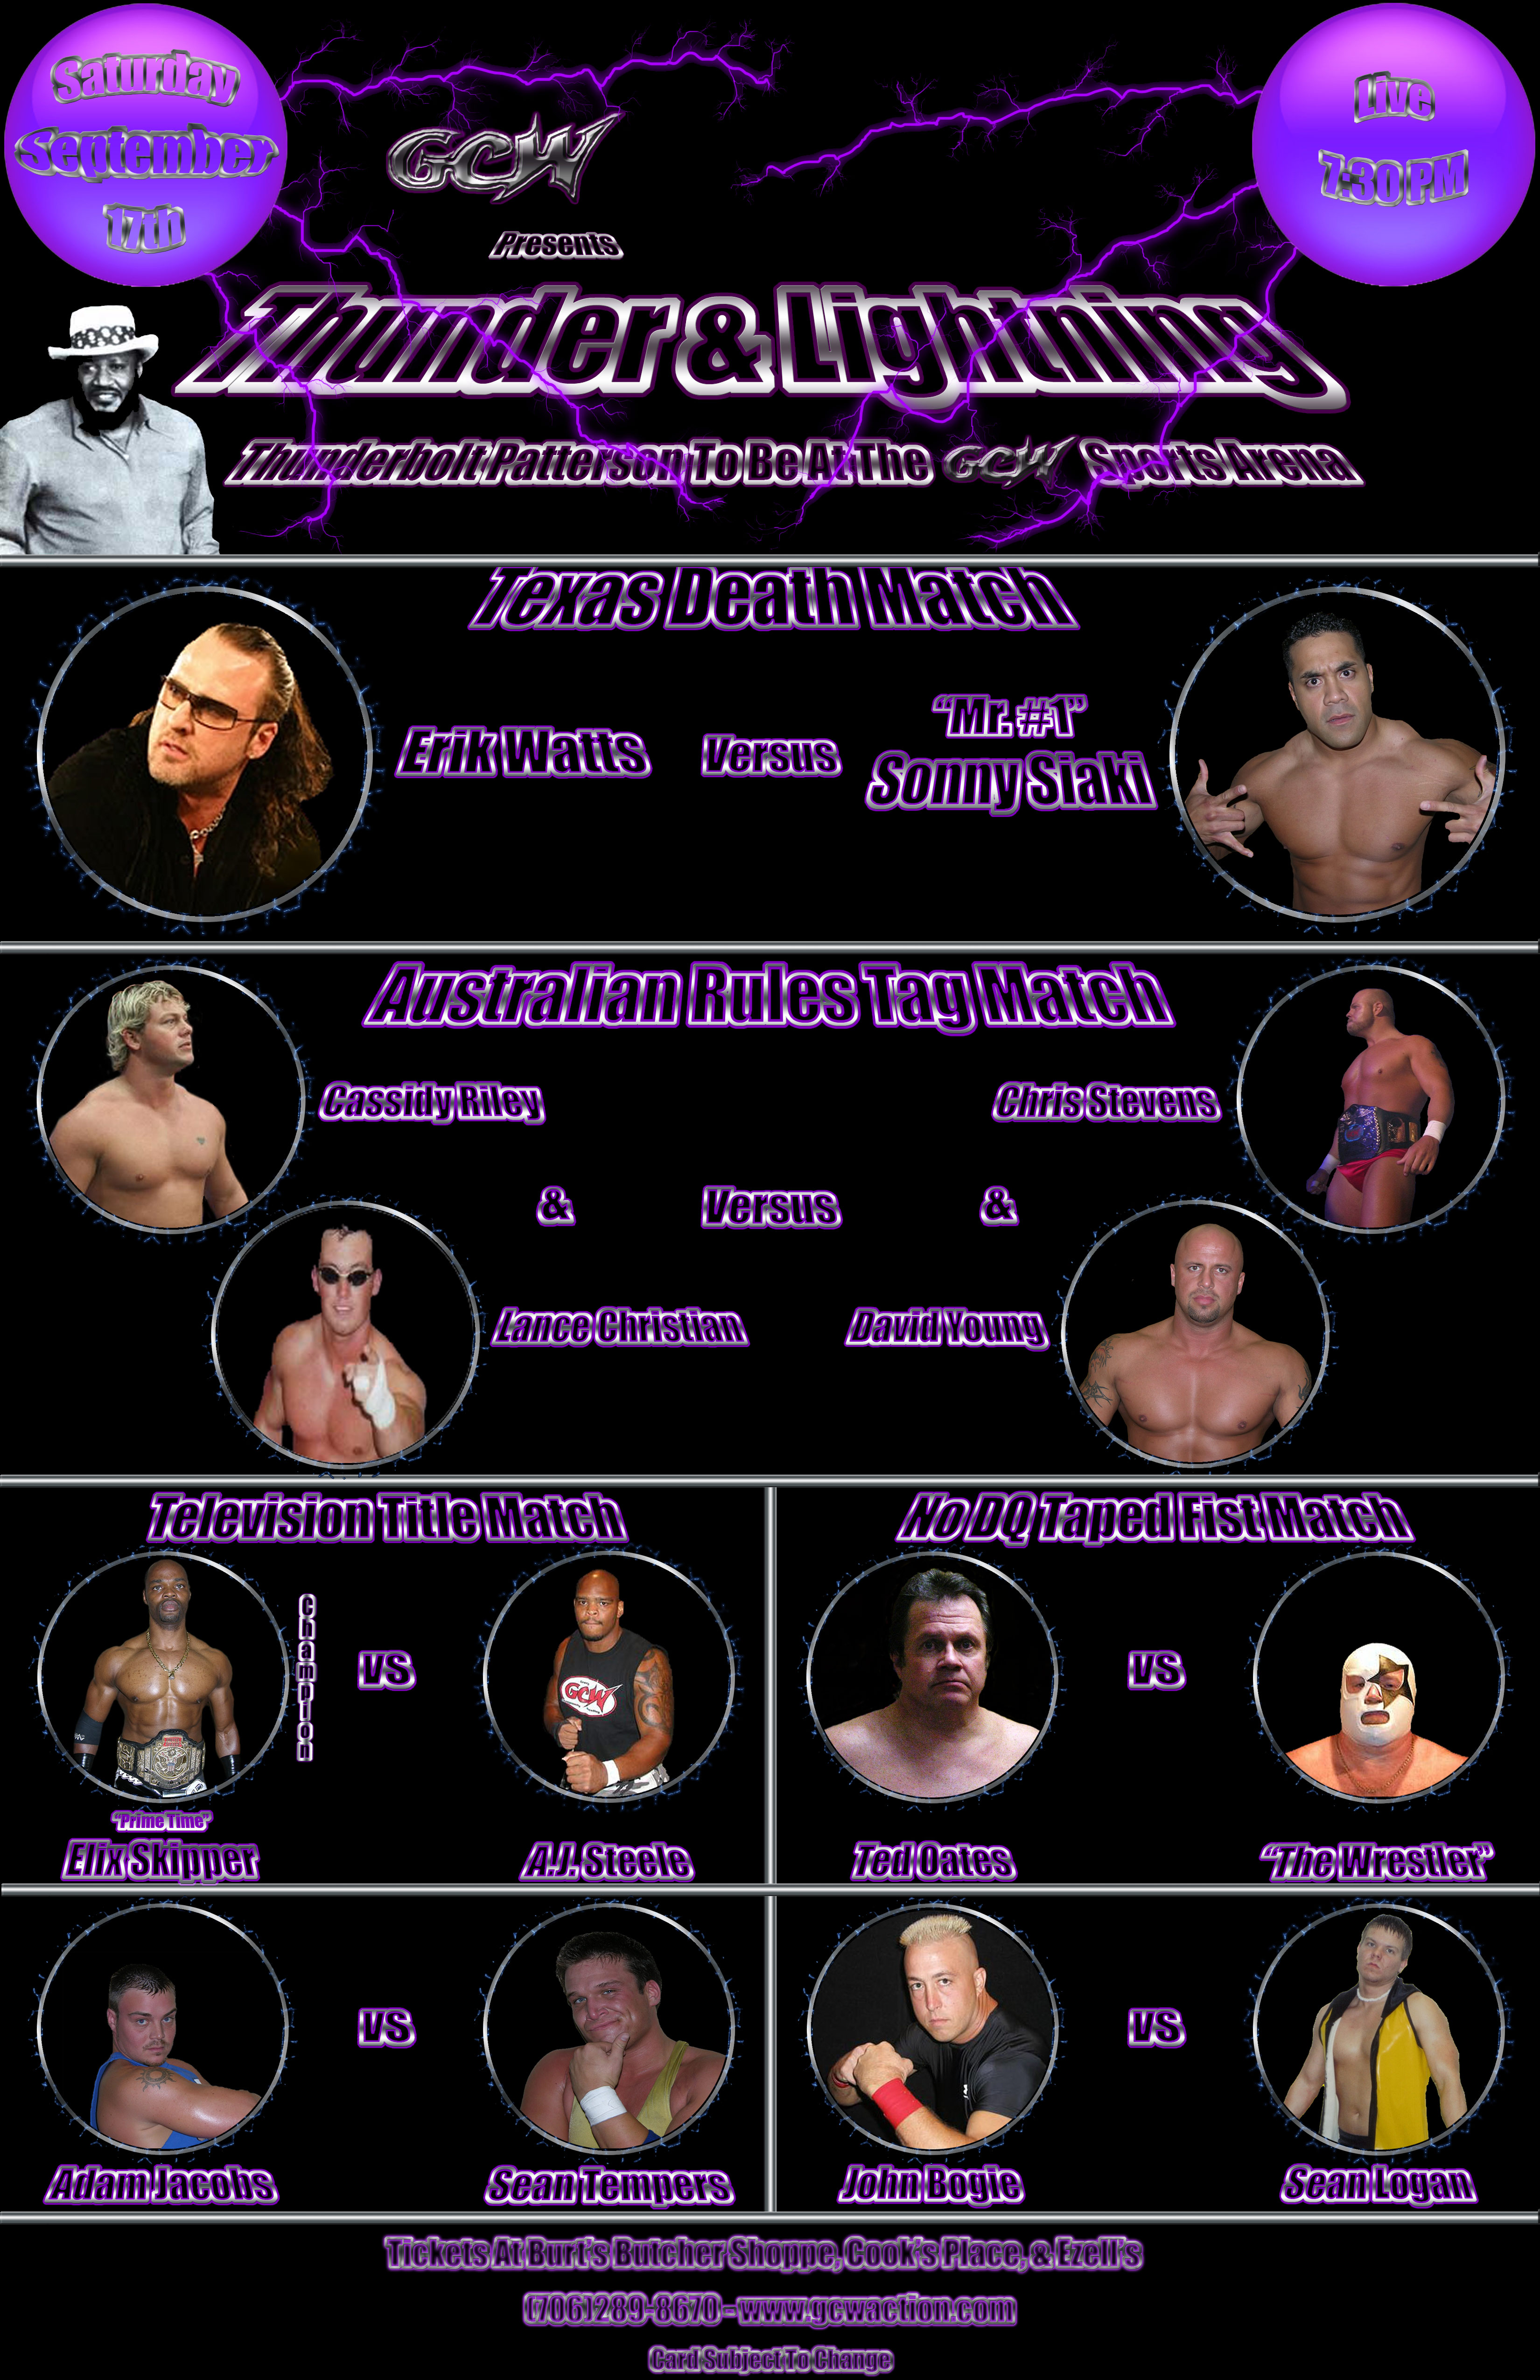 Saturday
September
17th
Live
7:30 PM
GCW
Presents
Thunder & Lightning
Thunderbolt Patterson To Be At The GCW Sports Arena
Texas Death Match
Erik Watts
Versus
“Mr. #1”
Sonny Siaki
Australian Rules Tag Match
Cassidy Riley
Chris Stevens
&
Versus
&
Lance Christian
David Young
Television Title Match
Champion
VS
GCW
“Prime Time”
Elix Skipper
A.J. Steele
No DQ Taped Fist Match
VS
Ted Oates
“The Wrestler”
VS
Adam Jacobs
Sean Tempers
VS
John Bogie
Sean Logan
Tickets At Burt's Butcher Shoppe, Cook's Place, & Ezell's
(706)289-8670 - www.gcwaction.com
Card Subject To Change